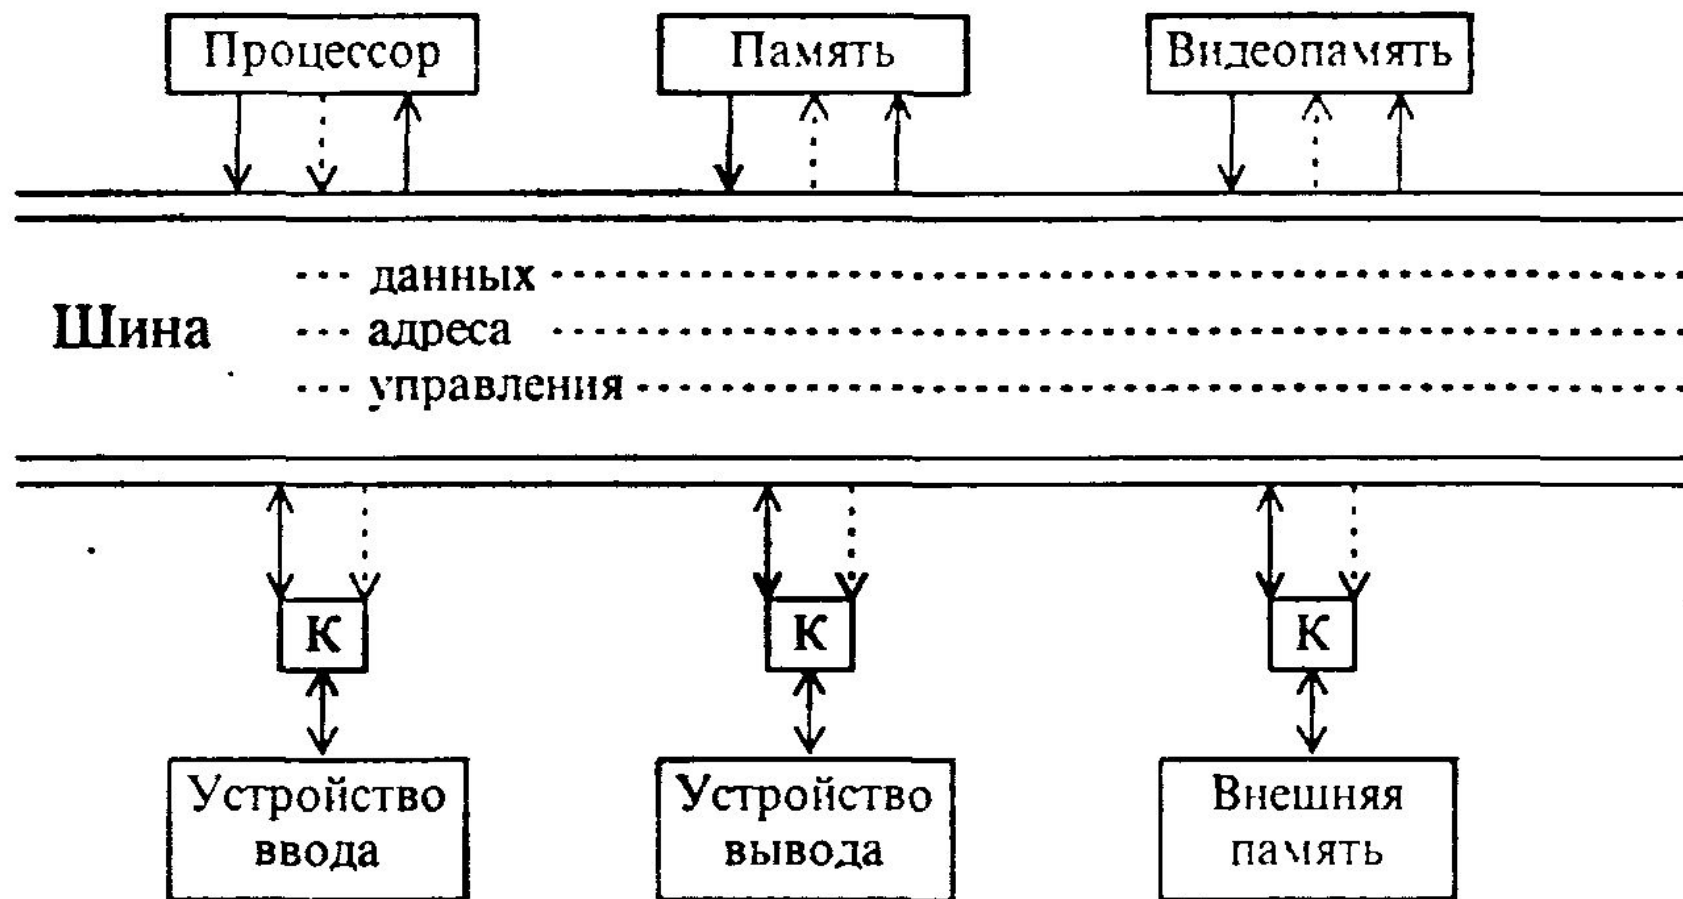 Процессор
Память
Видеопамять
Шина
данных
адреса
управления
К
К
К
Устройство
ввода
Устройство
вывода
Внешняя
память